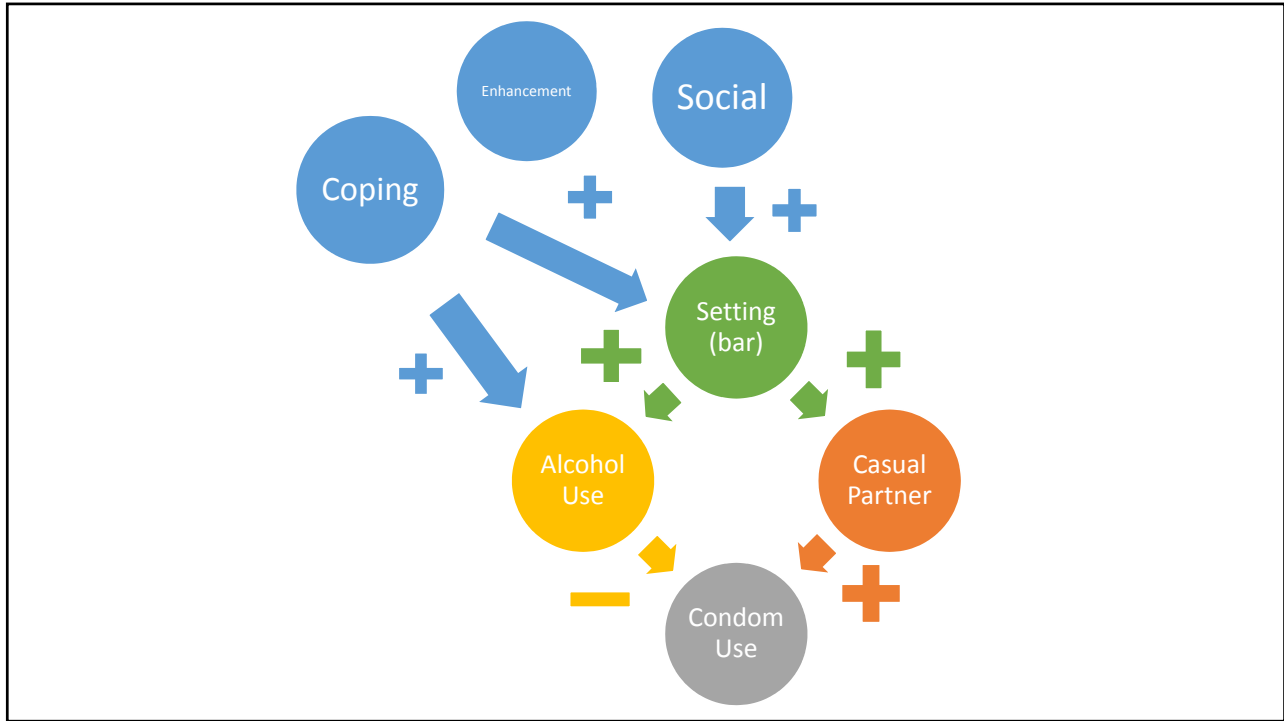 Enhancement
Social
Coping
Setting
(bar)
Alcohol
Use
Casual
Partner
Condom
Use